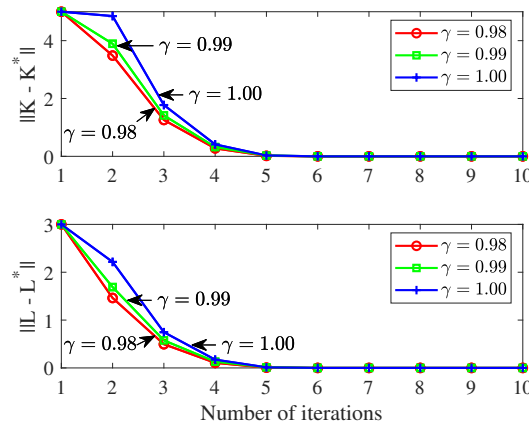 ||K - K*||
4
2
0
γ = 0.99
γ = 1.00
γ = 0.98
γ = 0.98
γ = 0.99
γ = 1.00
1 2 3 4 5 6 7 8 9 10
||L - L*||
3
2
1
0
γ = 0.99
γ = 0.98
γ = 1.00
γ = 0.98
γ = 0.99
γ = 1.00
1 2 3 4 5 6 7 8 9 10
Number of iterations